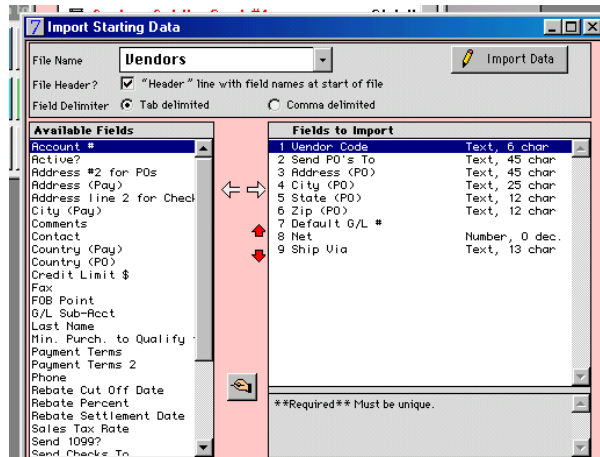 7 Import Starting Data
File Name
Vendors
Import Data
File Header?
"Header" line with field names at start of file
Field Delimiter
Tab delimited
Comma delimited
Available Fields
Account #
Active?
Address #2 for POs
Address (Pay)
Address line 2 for Chec
City (Pay)
Comments
Contact
Country (Pay)
Country (PO)
Credit Limit $
Fax
FOB Point
G/L Sub-Acct
Last Name
Min. Purch. to Qualify
Payment Terms
Payment Terms 2
Phone
Rebate Cut Off Date
Rebate Percent
Rebate Settlement Date
Sales Tax Rate
Send 1099?
Send Checks To
Fields to Import
1 Vendor Code Text, 6 char
2 Send PO's To Text, 45 char
3 Address (PO) Text, 45 char
4 City (PO) Text, 25 char
5 State (PO) Text, 12 char
6 Zip (PO) Text, 12 char
7 Default G/L #
8 Net Number, 0 dec.
9 Ship Via Text, 13 char
**Required** Must be unique.